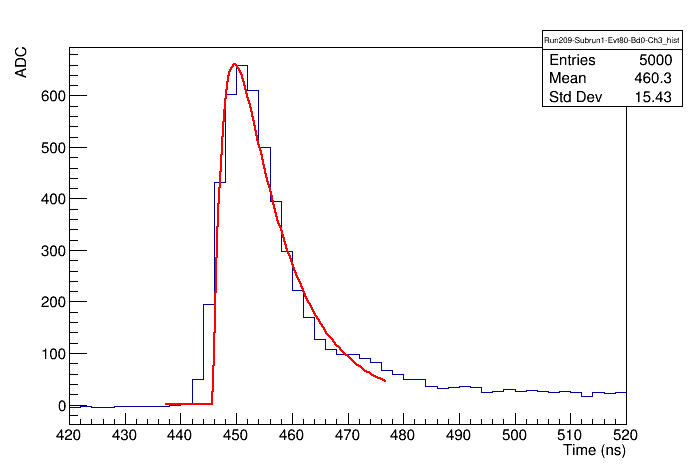 Run209-Subrun1-Evt80-Bd0-Ch3_hist
Entries 5000
Mean 460.3
Std Dev 15.43
ADC
600
500
400
300
200
100
0
420 430 440 450 460 470 480 490 500 510 520
Time (ns)